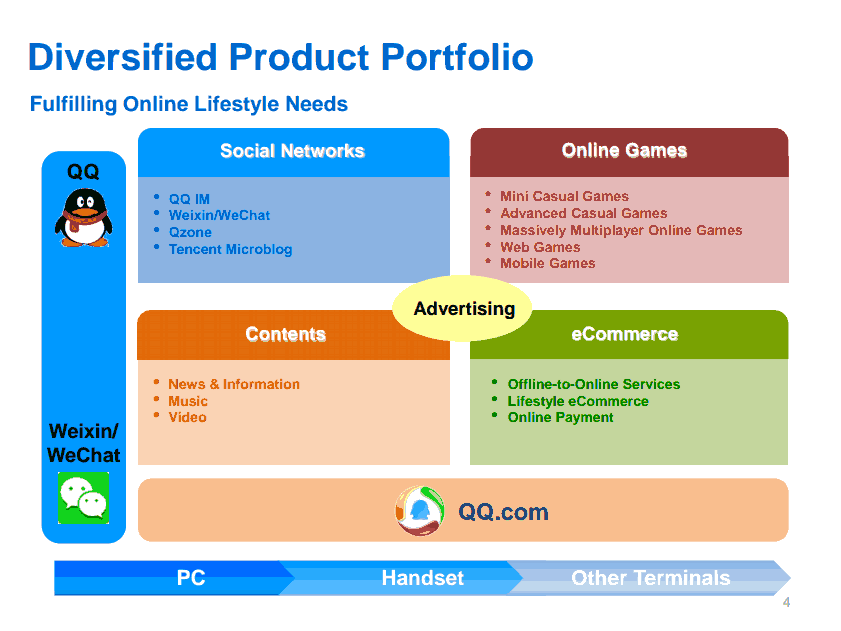 Diversified Product Portfolio
Fulfilling Online Lifestyle Needs
QQ
Weixin/
WeChat
Social Networks
• QQ IM
• Weixin/WeChat
• Qzone
• Tencent Microblog
Online Games
• Mini Casual Games
• Advanced Casual Games
• Massively Multiplayer Online Games
• Web Games
• Mobile Games
Advertising
Contents
• News & Information
• Music
• Video
eCommerce
• Offline-to-Online Services
• Lifestyle eCommerce
• Online Payment
QQ.com
PC
Handset
Other Terminals
4